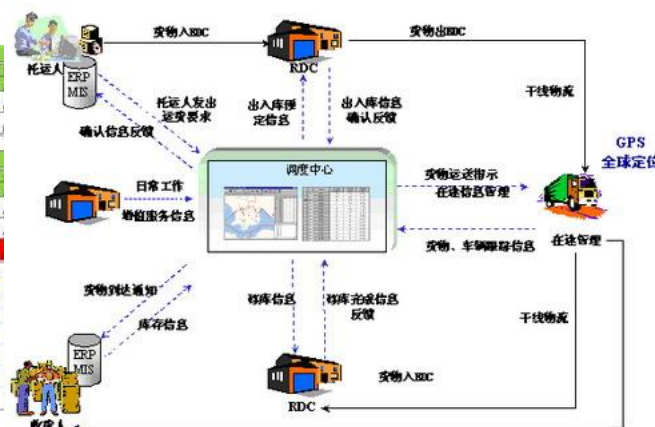 货物入RDC
货物出RDC
托运人
ERP
MIS
RDC
托运人发出
运货要求
确认信息反馈
出入库预
定信息
出入库信息
确认反馈
干线物流
GPS
全球定位
调度中心
日常工作
增值服务信息
货物运送指示
在途信息管理
货物、车辆跟踪信息
在途管理
货物到达通知
库存信息
移库信息
移库完成信息
反馈
干线物流
ERP
MIS
货物入RDC
RDC
收货人